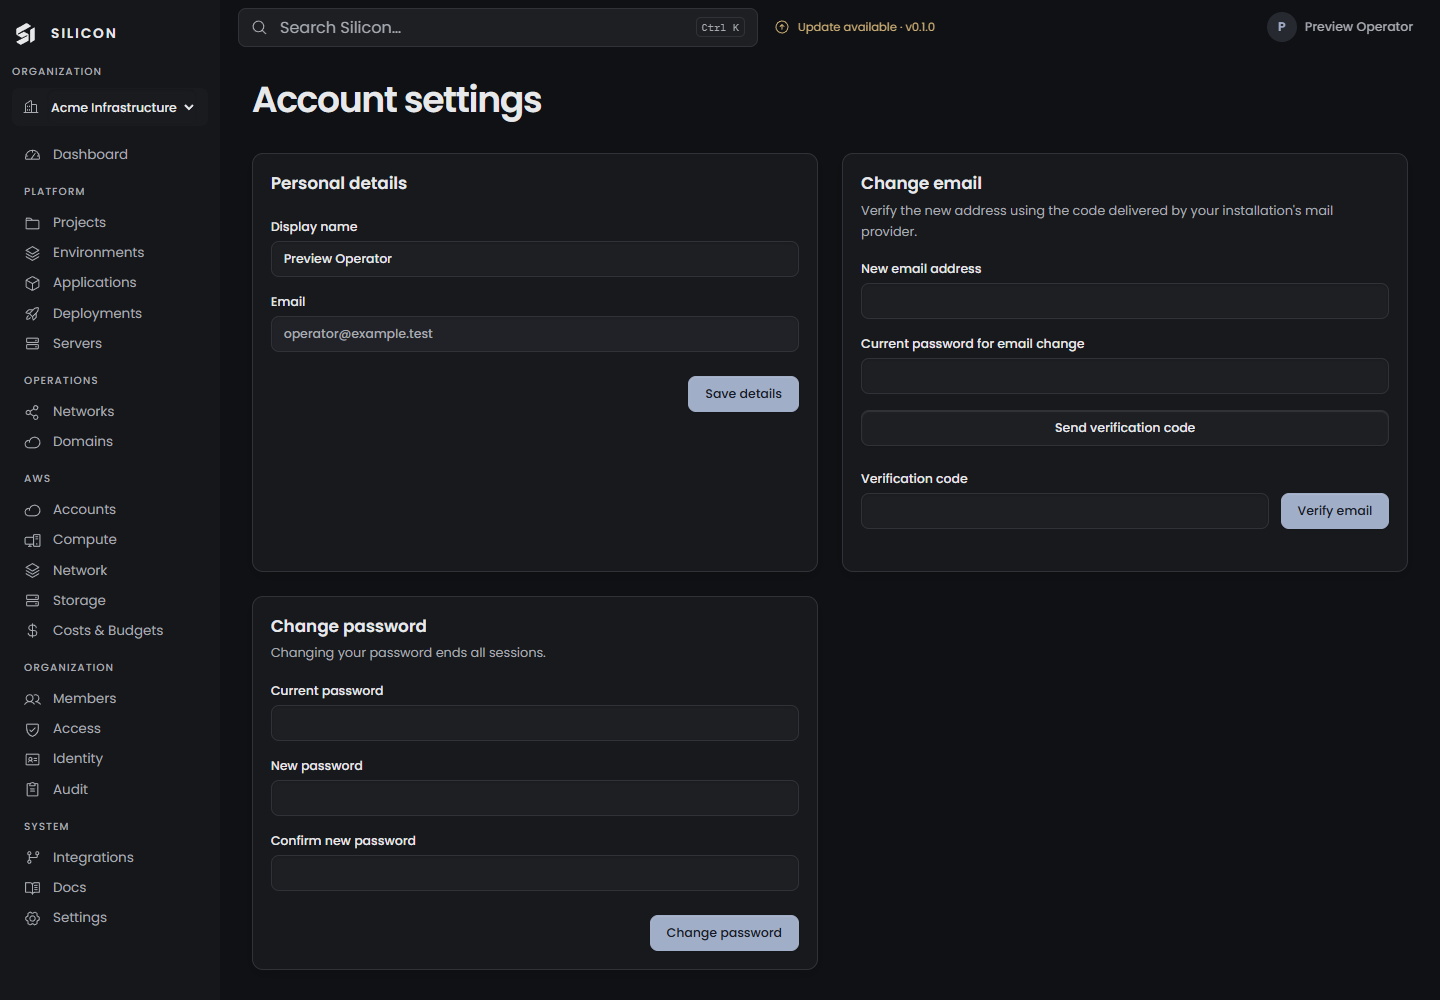 SILICON
ORGANIZATION
Acme Infrastructure
Dashboard
PLATFORM
Projects
Environments
Applications
Deployments
Servers
OPERATIONS
Networks
Domains
AWS
Accounts
Compute
Network
Storage
Costs & Budgets
ORGANIZATION
Members
Access
Identity
Audit
SYSTEM
Integrations
Docs
Settings
Search Silicon...
Ctrl K
Update available · v0.1.0
P
Preview Operator
Account settings
Personal details
Display name
Preview Operator
Email
operator@example.test
Save details
Change email
Verify the new address using the code delivered by your installation's mail
provider.
New email address
Current password for email change
Send verification code
Verification code
Verify email
Change password
Changing your password ends all sessions.
Current password
New password
Confirm new password
Change password